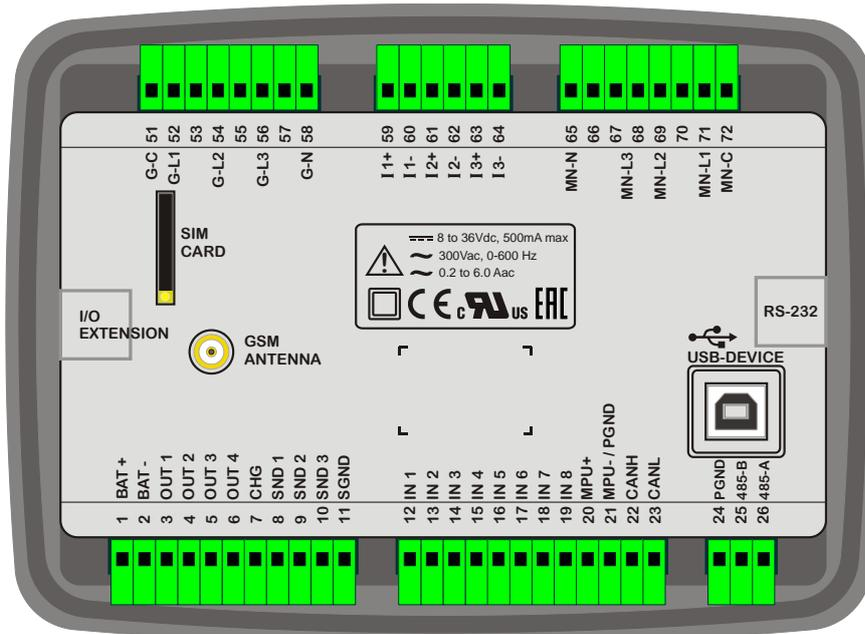 51 52 53 54 55 56 57 58
G-C G-L1 G-L2 G-L3 G-N
59 60 61 62 63 64
I1+ I1- I2+ I2- I3+ I3-
65 66 67 68 69 70 71 72
MN-N MN-L3 MN-L2 MN-L1 MN-C
SIM
CARD
8 to 36Vdc, 500mA max
300Vac, 0-600 Hz
0.2 to 6.0 Aac
CE c RU US EAC
I/O
EXTENSION
GSM
ANTENNA
RS-232
USB-DEVICE
1 BAT +
2 BAT -
3 OUT 1
4 OUT 2
5 OUT 3
6 OUT 4
7 CHG
8 SND 1
9 SND 2
10 SND 3
11 SGND
12 IN 1
13 IN 2
14 IN 3
15 IN 4
16 IN 5
17 IN 6
18 IN 7
19 IN 8
20 MPU+
21 MPU- / PGND
22 CANH
23 CANL
24 PGND
25 485-B
26 485-A